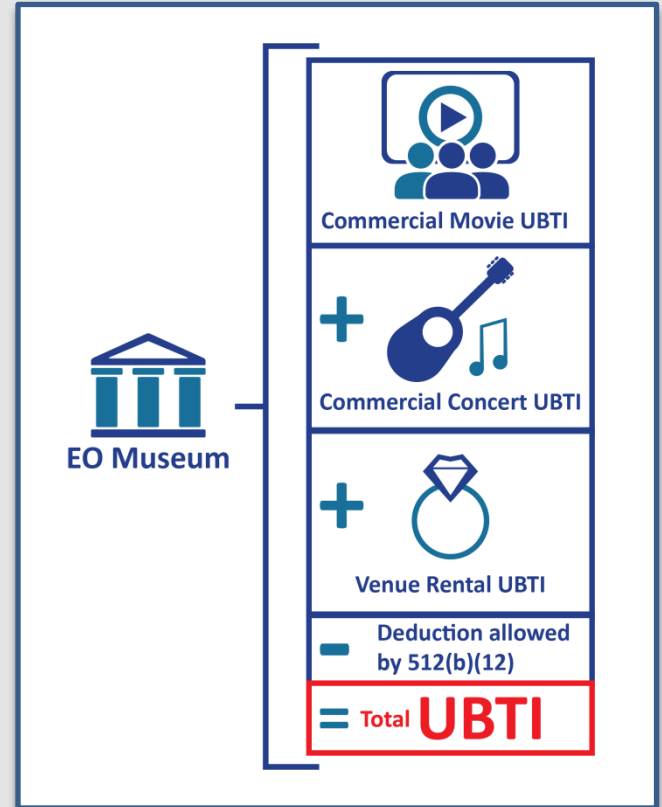 Commercial Movie UBTI
+
Commercial Concert UBTI
EO Museum
+
Venue Rental UBTI
- Deduction allowed
by 512(b)(12)
= Total UBTI